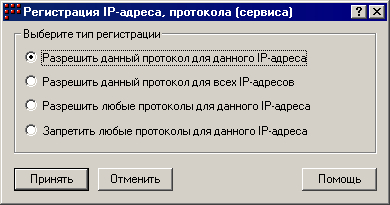 Регистрация IP-адреса, протокола (сервиса)
Выберите тип регистрации
Разрешить данный протокол для данного IP-адреса
Разрешить данный протокол для всех IP-адресов
Разрешить любые протоколы для данного IP-адреса
Запретить любые протоколы для данного IP-адреса
Принять Отменить Помощь